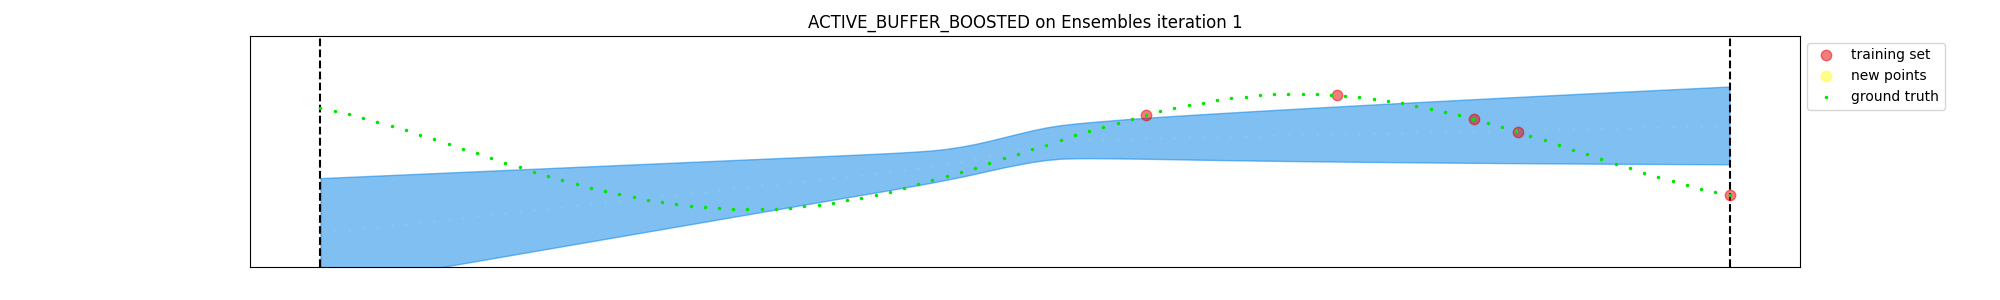 ACTIVE_BUFFER_BOOSTED on Ensembles iteration 1
training set
new points
ground truth